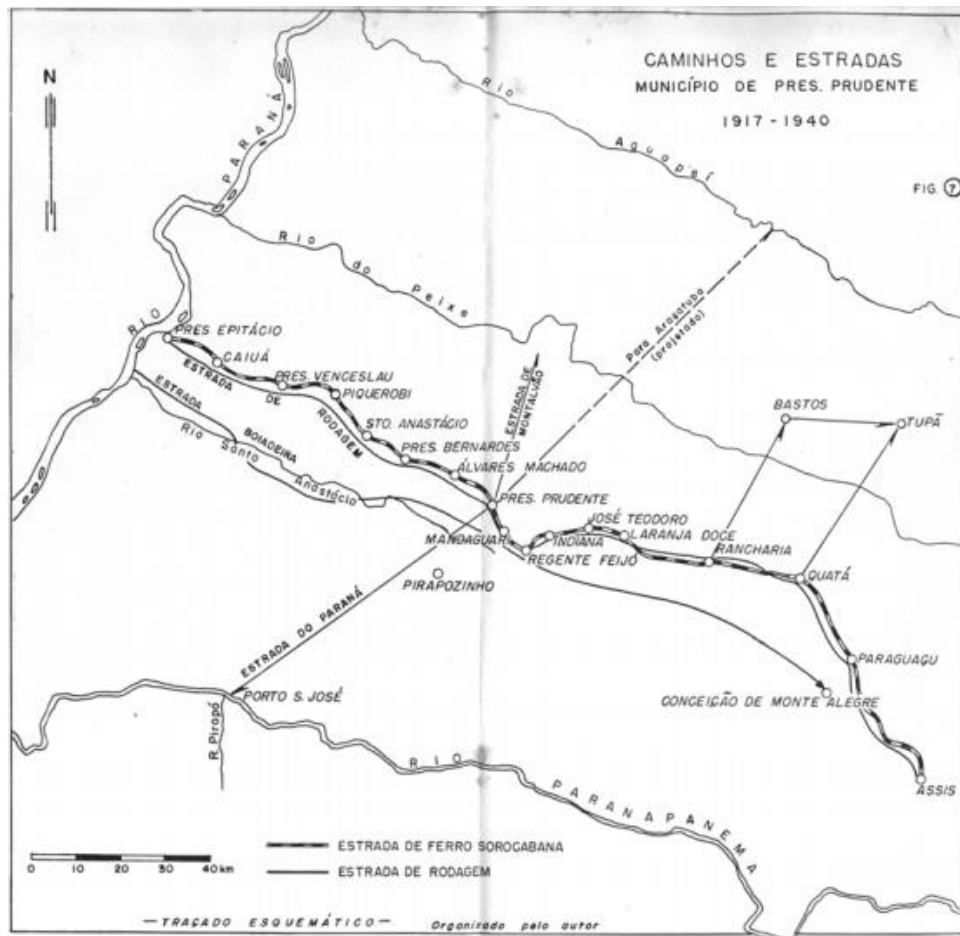 CAMINHOS E ESTRADAS
MUNICÍPIO DE PRES. PRUDENTE
1917 - 1940
FIG. 7
N
RIO PARANÁ
Rio Aguapeí
Rio do Peixe
Para Araçatuba
(projetado)
ESTRADA DE
MONTALVÃO
PRES EPITÁCIO
CAIUÁ
PRES. VENCESLAU
PIQUEROBI
ESTRADA DE RODAGEM
STO. ANASTÁCIO
PRES. BERNARDES
ÁLVARES MACHADO
ESTRADA BOIADEIRA
Rio Santo Anastácio
BASTOS
TUPÃ
PRES. PRUDENTE
JOSÉ TEODORO
LARANJA DOCE
MANDAGUARI
INDIANA
RANCHARIA
REGENTE FEIJÓ
QUATÁ
PIRAPOZINHO
ESTRADA DO PARANÁ
PARAGUAÇU
PORTO S. JOSÉ
CONCEIÇÃO DE MONTE ALEGRE
R. Pirapó
RIO PARANAPANEMA
ASSIS
ESTRADA DE FERRO SOROCABANA
ESTRADA DE RODAGEM
0 10 20 30 40 km
—TRAÇADO ESQUEMÁTICO— Organizado pelo autor